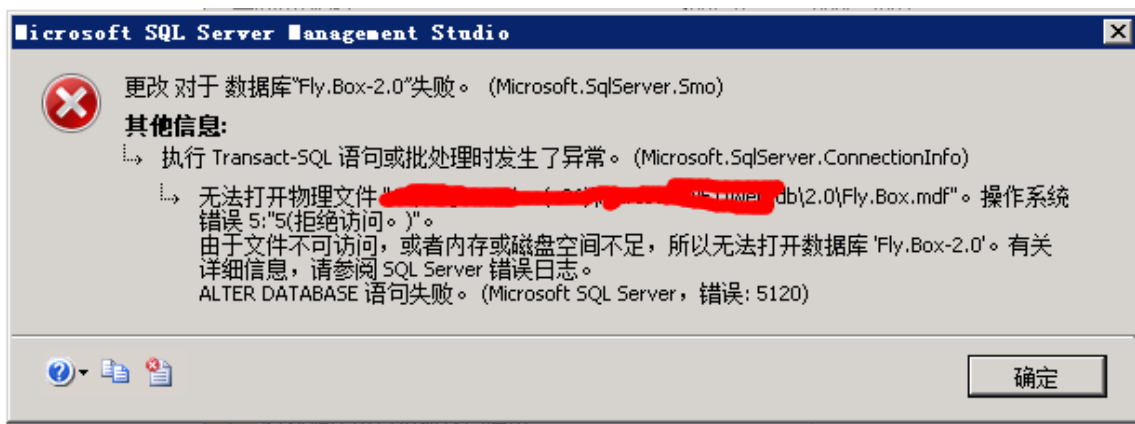 Microsoft SQL Server Management Studio
更改 对于 数据库"Fly.Box-2.0"失败。 (Microsoft.SqlServer.Smo)
其他信息:
执行 Transact-SQL 语句或批处理时发生了异常。 (Microsoft.SqlServer.ConnectionInfo)
无法打开物理文件 " db\2.0\Fly.Box.mdf"。操作系统
错误 5:"5(拒绝访问。)"。
由于文件不可访问，或者内存或磁盘空间不足，所以无法打开数据库 'Fly.Box-2.0'。有关
详细信息，请参阅 SQL Server 错误日志。
ALTER DATABASE 语句失败。 (Microsoft SQL Server，错误: 5120)
确定